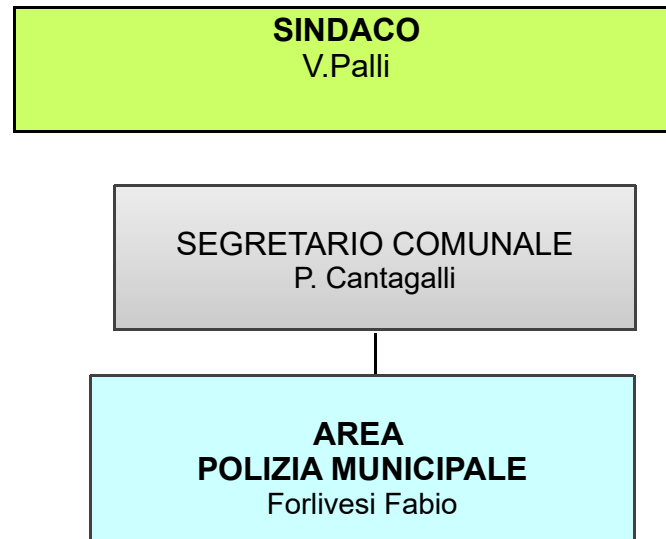 SINDACO
V.Palli
SEGRETARIO COMUNALE
P. Cantagalli
AREA
POLIZIA MUNICIPALE
Forlivesi Fabio